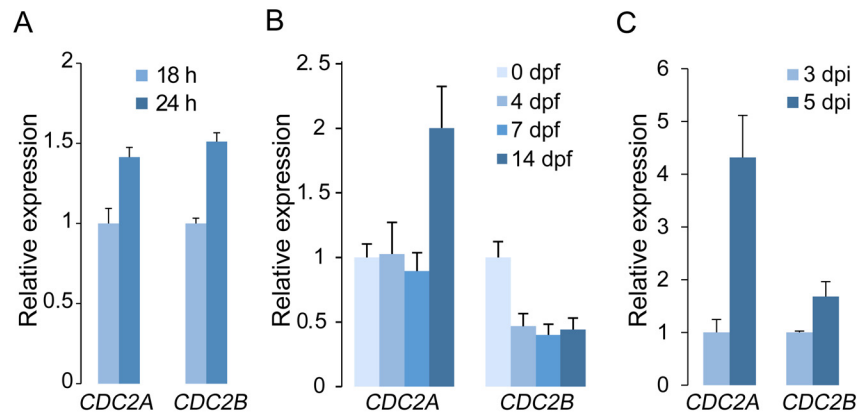 A
Relative expression
2
1.5
1
0.5
0
18 h
24 h
CDC2A CDC2B
B
Relative expression
2. 5
2
1.5
1
0.5
0
0 dpf
4 dpf
7 dpf
14 dpf
CDC2A CDC2B
C
Relative expression
6
5
4
3
2
1
0
3 dpi
5 dpi
CDC2A CDC2B